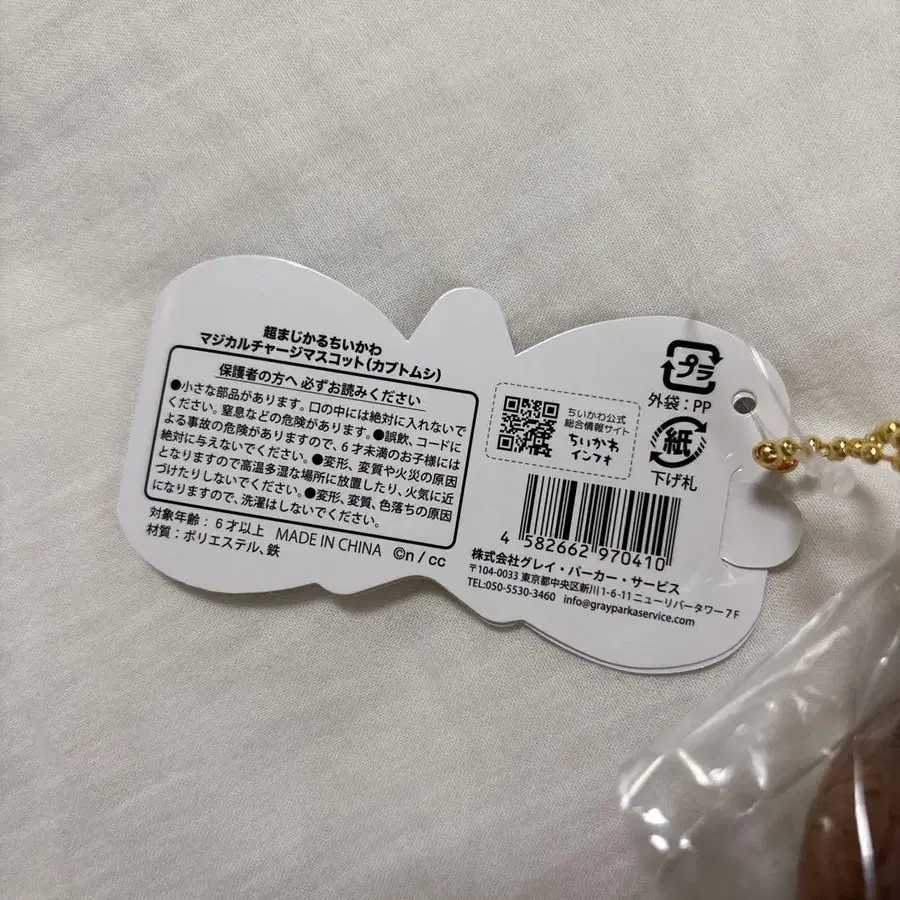 超まじかるちいかわ
マジカルチャージマスコット(カブトムシ)
保護者の方へ 必ずお読みください
●小さな部品があります。口の中には絶対に入れないで
ください。窒息などの危険があります。●誤飲、コードに
よる事故の危険がありますので、6才未満のお子様には
絶対に与えないでください。●変形、変質や火災の原因
となりますので高温多湿な場所に放置したり、火気に近
づけたりしないでください。●変形、変質、色落ちの原因
になりますので、洗濯はしないでください。
対象年齢:6才以上 MADE IN CHINA ©n / cc
材質:ポリエステル、鉄
ちいかわ公式
総合情報サイト
ちいかわ
インフォ
プラ
外袋:PP
紙
下げ札
4 582662 970410
株式会社グレイ・パーカー・サービス
〒104-0033 東京都中央区新川1-6-11ニューリバータワー7F
TEL:050-5530-3460 info@grayparkaservice.com